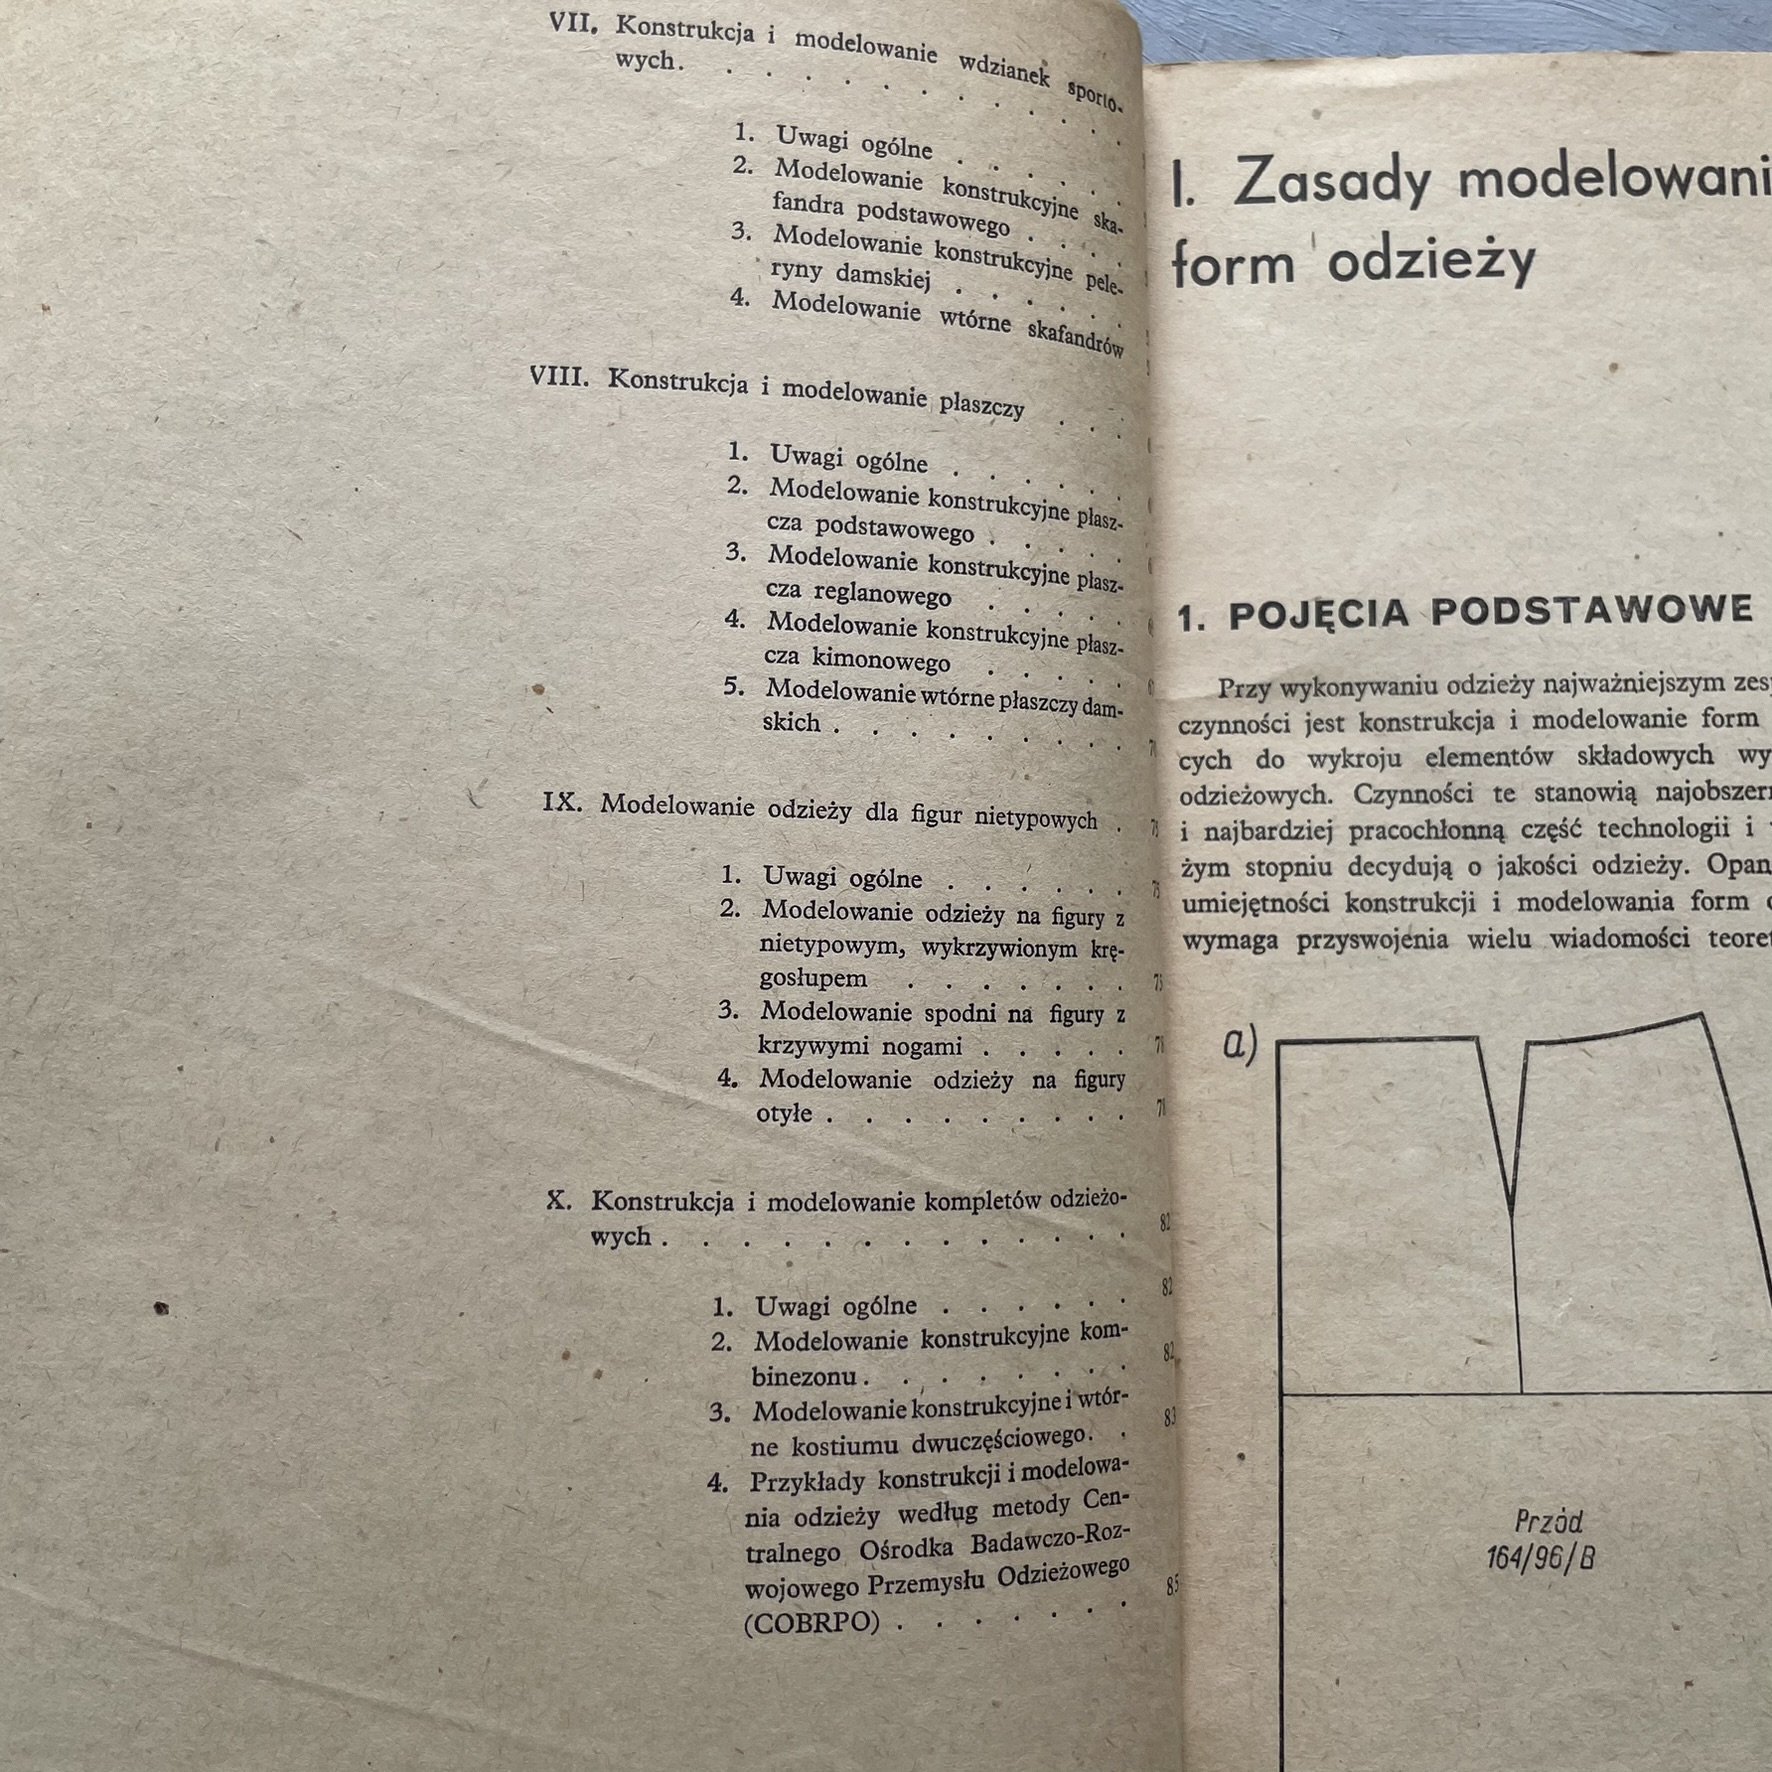 VII. Konstrukcja i modelowanie wdzianek sporto-
wych. . . . . . . . . . . .
1. Uwagi ogólne . . . . . .
2. Modelowanie konstrukcyjne ska-
fandra podstawowego . . . .
3. Modelowanie konstrukcyjne pele-
ryny damskiej . . . . . .
4. Modelowanie wtórne skafandrów
VIII. Konstrukcja i modelowanie płaszczy . . .
1. Uwagi ogólne . . . . . .
2. Modelowanie konstrukcyjne płasz-
cza podstawowego . . . . .
3. Modelowanie konstrukcyjne płasz-
cza reglanowego . . . . .
4. Modelowanie konstrukcyjne płasz-
cza kimonowego . . . . .
5. Modelowanie wtórne płaszczy dam-
skich . . . . . . . . .
IX. Modelowanie odzieży dla figur nietypowych .
1. Uwagi ogólne . . . . . .
2. Modelowanie odzieży na figury z
nietypowym, wykrzywionym krę-
gosłupem . . . . . . .
3. Modelowanie spodni na figury z
krzywymi nogami . . . . .
4. Modelowanie odzieży na figury
otyłe . . . . . . . . .
X. Konstrukcja i modelowanie kompletów odzieżo-
wych . . . . . . . . . . . . .
1. Uwagi ogólne . . . . . .
2. Modelowanie konstrukcyjne kom-
binezonu . . . . . . . .
3. Modelowanie konstrukcyjne i wtór-
ne kostiumu dwuczęściowego. .
4. Przykłady konstrukcji i modelowa-
nia odzieży według metody Cen-
tralnego Ośrodka Badawczo-Roz-
wojowego Przemysłu Odzieżowego
(COBRPO) . . . . . . .
I. Zasady modelowani
form odzieży
1. POJĘCIA PODSTAWOWE
Przy wykonywaniu odzieży najważniejszym zes
czynności jest konstrukcja i modelowanie form
cych do wykroju elementów składowych wy
odzieżowych. Czynności te stanowią najobszer
i najbardziej pracochłonną część technologii i
żym stopniu decydują o jakości odzieży. Opan
umiejętności konstrukcji i modelowania form
wymaga przyswojenia wielu wiadomości teoret
a)
Przód
164/96/B